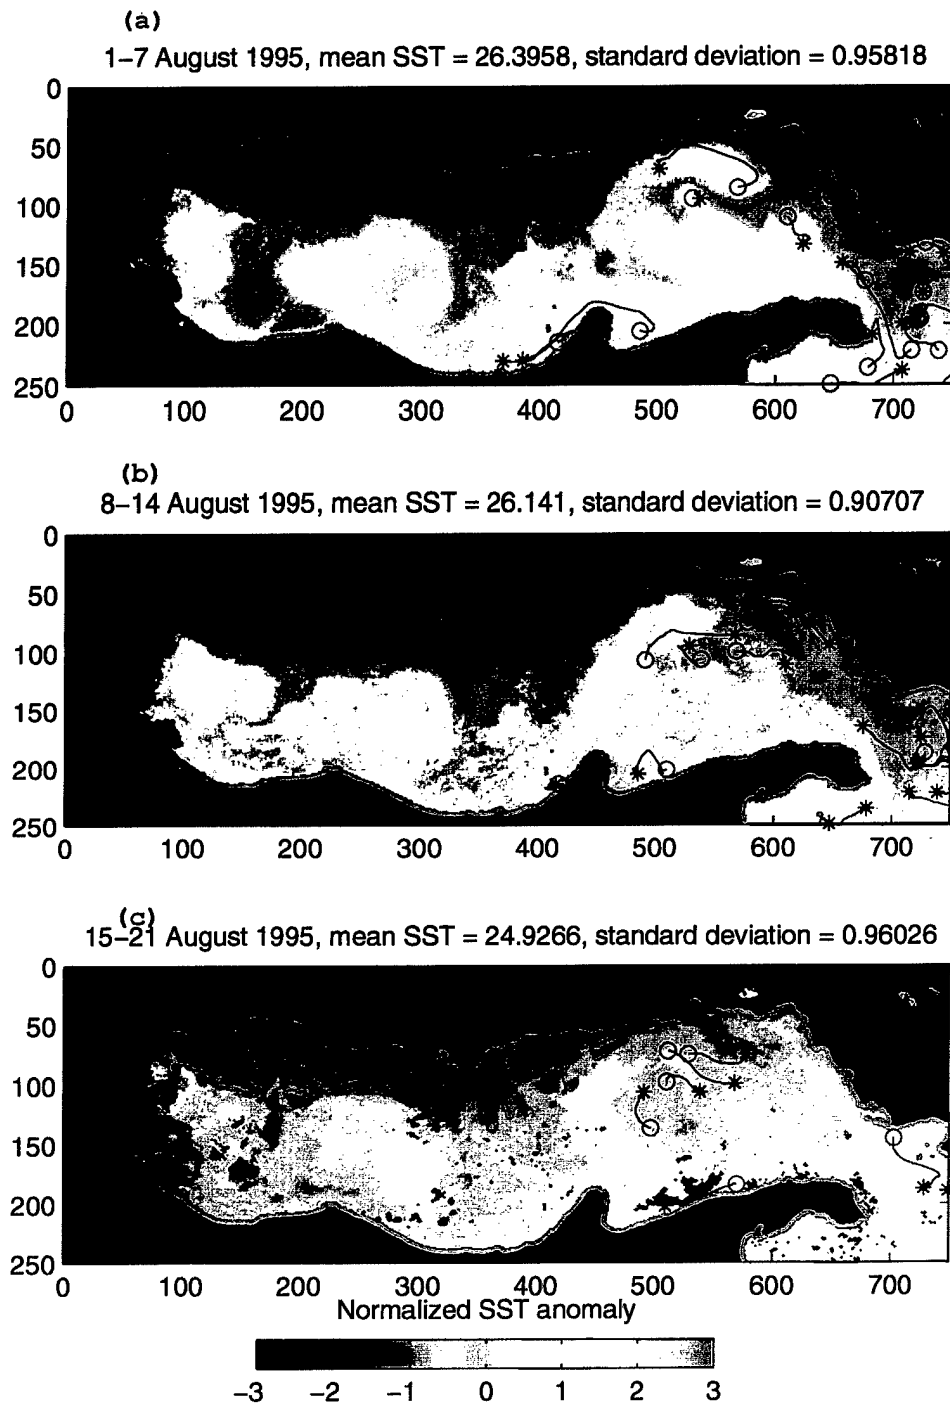 (a)
1–7 August 1995, mean SST = 26.3958, standard deviation = 0.95818
0
50
100
150
200
250
0 100 200 300 400 500 600 700
(b)
8–14 August 1995, mean SST = 26.141, standard deviation = 0.90707
0
50
100
150
200
250
0 100 200 300 400 500 600 700
(c)
15–21 August 1995, mean SST = 24.9266, standard deviation = 0.96026
0
50
100
150
200
250
0 100 200 300 400 500 600 700
Normalized SST anomaly
−3 −2 −1 0 1 2 3